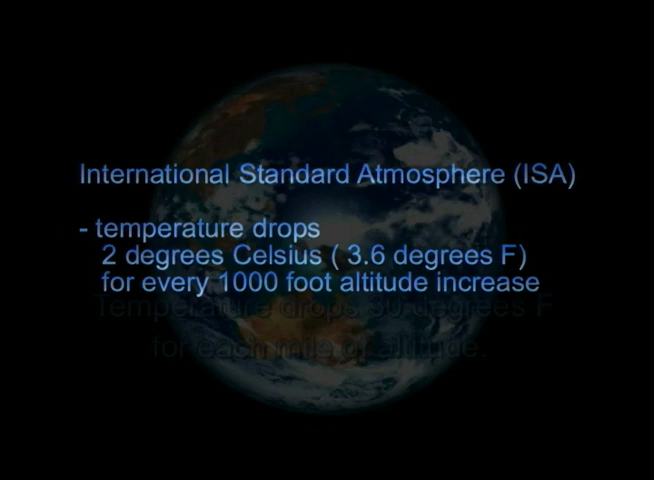 International Standard Atmosphere (ISA)
- temperature drops
2 degrees Celsius ( 3.6 degrees F)
for every 1000 foot altitude increase
Temperature drops 30 degrees F
for each mile of altitude.